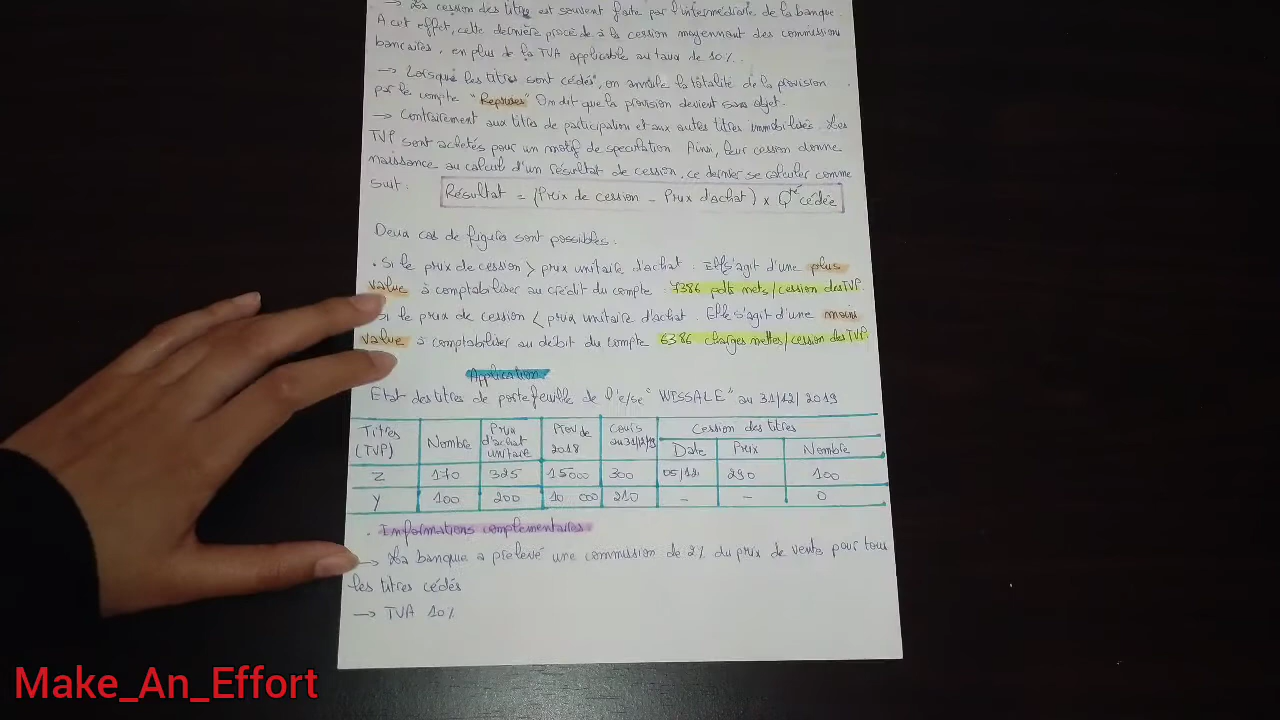 → La cession des titres est souvent faite par l'intermédiaire de la banque.
A cet effet, cette dernière procède à la cession moyennant des commissions
bancaires, en plus de la TVA applicable au taux de 10%.
→ Lorsque les titres sont cédés, on annule la tôtalité de la provision
par le compte "Reprises" On dit que la provision devient sans objet.
→ Contrairement aux titres de participation et aux autres titres immobilisés. Les
TVP sont achetés pour un motif de speculation Ainsi, leur cession donne
naissance au calcul d'un résultat de cession, ce dernier se calculer comme
suit:
Résultat = (Prix de cession - Prix d'achat) x Qté cédée
Deux cas de figures sont possibles:
. Si le prix de cession > prix unitaire d'achat. Il s'agit d'une plus
value à comptabiliser au crédit du compte 7386 pdts nets/cession des TVP.
. Si le prix de cession < prix unitaire d'achat. Elle s'agit d'une moins
value à comptabiliser au débit du compte 6386 charges nettes/cession des TVP.
Application
Etat des titres de portefeuille de l'e/se "WISSALE" au 31/12/2019
Titres (TVP) Nombre Prix d'achat unitaire Prov de 2018 Cours au 31/12/19 Cession des titres
Date Prix Nombre
Z 170 325 15000 300 05/12 290 100
Y 100 200 10 000 210 - - 0
. Informations complementaires
→ La banque a prélevé une commission de 2% du prix de vente pour tous
les titres cédés
→ TVA 10%
Make_An_Effort